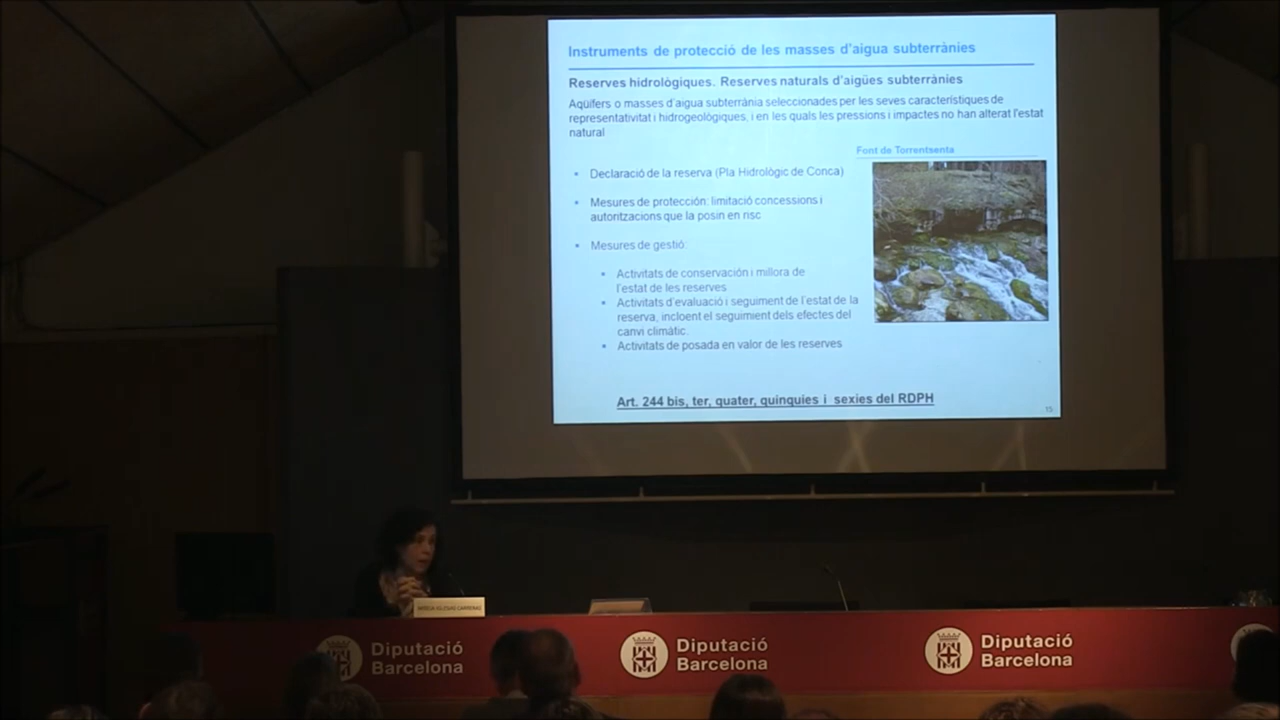 Instruments de protecció de les masses d'aigua subterrànies
Reserves hidrològiques. Reserves naturals d'aigües subterrànies
Aqüífers o masses d'aigua subterrània seleccionades per les seves característiques de
representativitat i hidrogeològiques, i en les quals les pressions i impactes no han alterat l'estat
natural
Font de Torrentsenta
• Declaració de la reserva (Pla Hidrològic de Conca)
• Mesures de protección: limitació concessions i
autoritzacions que la posin en risc
• Mesures de gestió:
• Activitats de conservación i millora de
l'estat de les reserves
• Activitats d'evaluació i seguiment de l'estat de la
reserva, incloent el seguimient dels efectes del
canvi climàtic.
• Activitats de posada en valor de les reserves
Art. 244 bis, ter, quater, quinquies i sexies del RDPH
15
Diputació
Barcelona
Diputació
Barcelona
Diputació
Barcelona